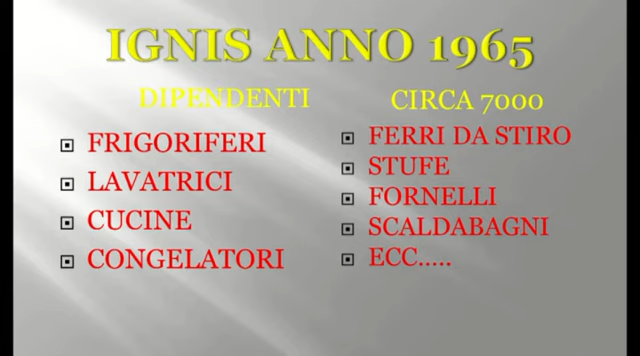 IGNIS ANNO 1965
DIPENDENTI
CIRCA 7000
FRIGORIFERI
LAVATRICI
CUCINE
CONGELATORI
FERRI DA STIRO
STUFE
FORNELLI
SCALDABAGNI
ECC.....